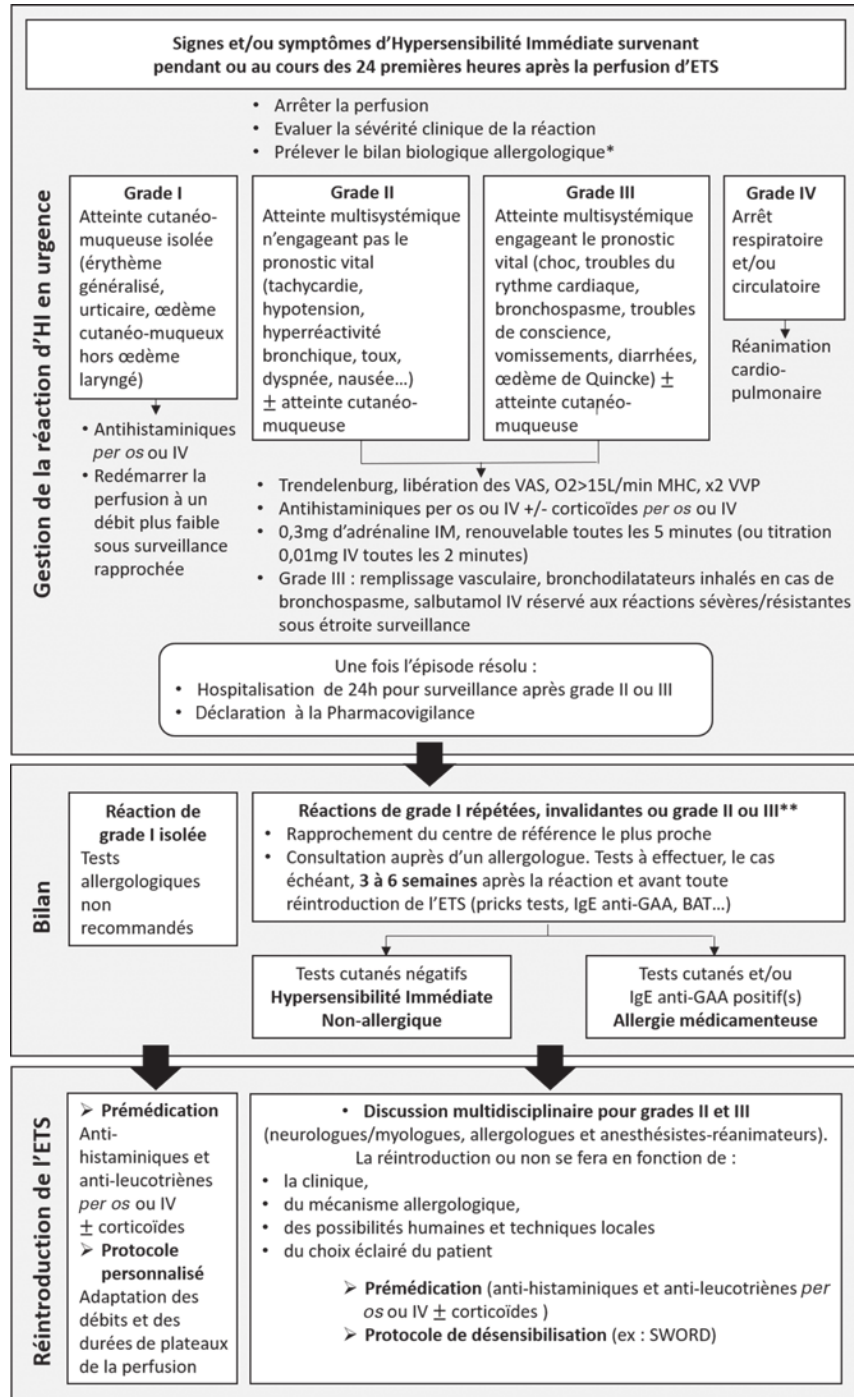 Signes et/ou symptômes d’Hypersensibilité Immédiate survenant
pendant ou au cours des 24 premières heures après la perfusion d’ETS
• Arrêter la perfusion
• Evaluer la sévérité clinique de la réaction
• Prélever le bilan biologique allergologique*
Gestion de la réaction d’HI en urgence
Grade I
Atteinte cutanéo-
muqueuse isolée
(érythème
généralisé,
urticaire, œdème
cutanéo-muqueux
hors œdème
laryngé)
• Antihistaminiques
per os ou IV
• Redémarrer la
perfusion à un
débit plus faible
sous surveillance
rapprochée
Grade II
Atteinte multisystémique
n’engageant pas le
pronostic vital
(tachycardie,
hypotension,
hyperréactivité
bronchique, toux,
dyspnée, nausée...)
± atteinte cutanéo-
muqueuse
Grade III
Atteinte multisystémique
engageant le pronostic
vital (choc, troubles du
rythme cardiaque,
bronchospasme, troubles
de conscience,
vomissements, diarrhées,
œdème de Quincke) ±
atteinte cutanéo-
muqueuse
Grade IV
Arrêt
respiratoire
et/ou
circulatoire
Réanimation
cardio-
pulmonaire
• Trendelenburg, libération des VAS, O2>15L/min MHC, x2 VVP
• Antihistaminiques per os ou IV +/- corticoïdes per os ou IV
• 0,3mg d’adrénaline IM, renouvelable toutes les 5 minutes (ou titration
0,01mg IV toutes les 2 minutes)
• Grade III : remplissage vasculaire, bronchodilatateurs inhalés en cas de
bronchospasme, salbutamol IV réservé aux réactions sévères/résistantes
sous étroite surveillance
Une fois l’épisode résolu :
• Hospitalisation de 24h pour surveillance après grade II ou III
• Déclaration à la Pharmacovigilance
Bilan
Réaction de
grade I isolée
Tests
allergologiques
non
recommandés
Réactions de grade I répétées, invalidantes ou grade II ou III**
• Rapprochement du centre de référence le plus proche
• Consultation auprès d’un allergologue. Tests à effectuer, le cas
échéant, 3 à 6 semaines après la réaction et avant toute
réintroduction de l’ETS (pricks tests, IgE anti-GAA, BAT...)
Tests cutanés négatifs
Hypersensibilité Immédiate
Non-allergique
Tests cutanés et/ou
IgE anti-GAA positif(s)
Allergie médicamenteuse
Réintroduction de l’ETS
➢ Prémédication
Anti-
histaminiques et
anti-leucotriènes
per os ou IV
± corticoïdes
➢ Protocole
personnalisé
Adaptation des
débits et des
durées de plateaux
de la perfusion
• Discussion multidisciplinaire pour grades II et III
(neurologues/myologues, allergologues et anesthésistes-réanimateurs).
La réintroduction ou non se fera en fonction de :
• la clinique,
• du mécanisme allergologique,
• des possibilités humaines et techniques locales
• du choix éclairé du patient
➢ Prémédication (anti-histaminiques et anti-leucotriènes per
os ou IV ± corticoïdes )
➢ Protocole de désensibilisation (ex : SWORD)